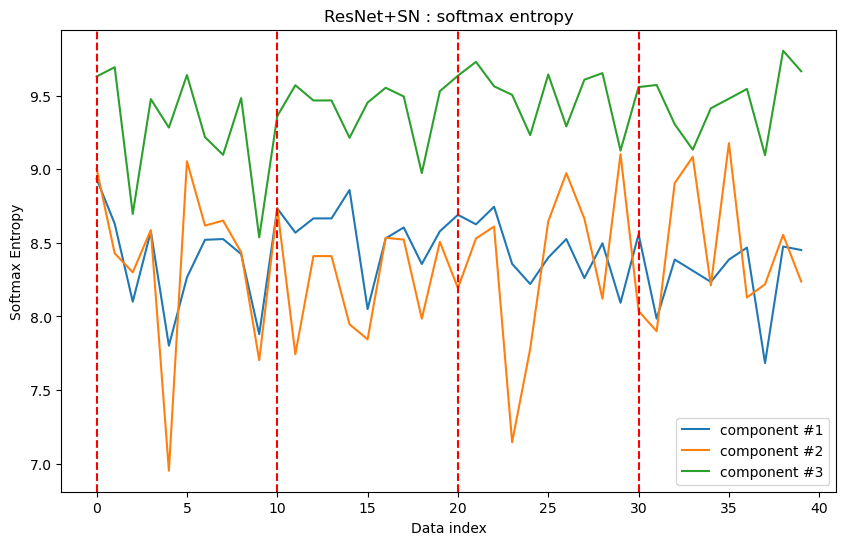 ResNet+SN : softmax entropy
Softmax Entropy
9.5
9.0
8.5
8.0
7.5
7.0
component #1
component #2
component #3
0 5 10 15 20 25 30 35 40
Data index